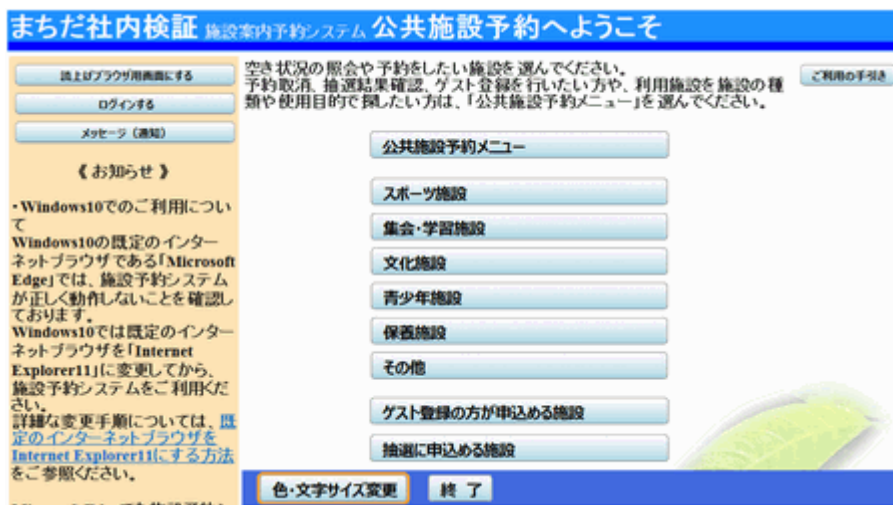 まちだ社内検証 施設案内予約システム 公共施設予約へようこそ
読上げブラウザ用画面にする
ログインする
メッセージ（通知）
《お知らせ》
・Windows10でのご利用につい
て
Windows10の既定のインター
ネットブラウザである「Microsoft
Edge」では、施設予約システム
が正しく動作しないことを確認し
ております。
Windows10では既定のインター
ネットブラウザを「Internet
Explorer11」に変更してから、
施設予約システムをご利用くだ
さい。
詳細な変更手順については、既
定のインターネットブラウザを
Internet Explorer11にする方法
をご参照ください。
空き状況の照会や予約をしたい施設を選んでください。
予約取消、抽選結果確認、ゲスト登録を行いたい方や、利用施設を施設の種
類や使用目的で探したい方は、「公共施設予約メニュー」を選んでください。
ご利用の手引き
公共施設予約メニュー
スポーツ施設
集会・学習施設
文化施設
青少年施設
保養施設
その他
ゲスト登録の方が申込める施設
抽選に申込める施設
色・文字サイズ変更
終 了